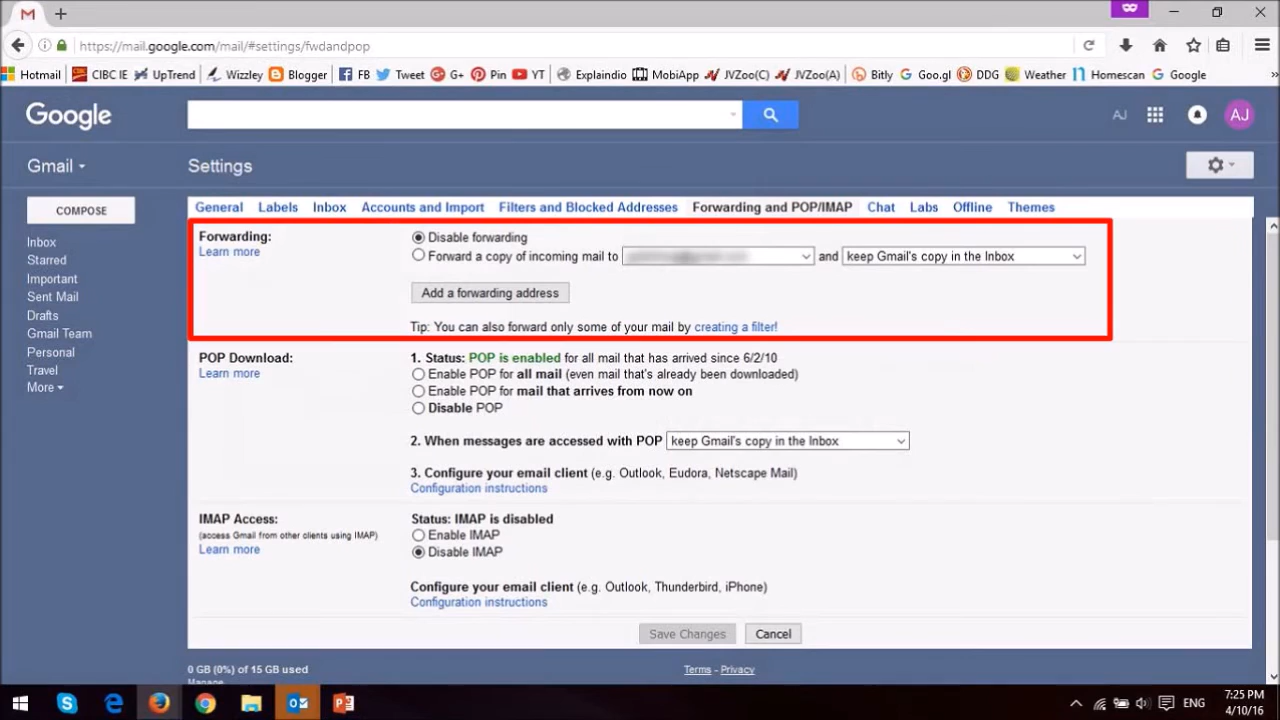 https://mail.google.com/mail/#settings/fwdandpop
Hotmail CIBC IE UpTrend Wizzley Blogger FB Tweet G+ Pin YT Explaindio MobiApp JVZoo(C) JVZoo(A) Bitly Goo.gl DDG Weather Homescan Google »
Google
AJ AJ
Gmail
Settings
COMPOSE
Inbox
Starred
Important
Sent Mail
Drafts
Gmail Team
Personal
Travel
More
General Labels Inbox Accounts and Import Filters and Blocked Addresses Forwarding and POP/IMAP Chat Labs Offline Themes
Forwarding:
Learn more
Disable forwarding
Forward a copy of incoming mail to and keep Gmail's copy in the Inbox
Add a forwarding address
Tip: You can also forward only some of your mail by creating a filter!
POP Download:
Learn more
1. Status: POP is enabled for all mail that has arrived since 6/2/10
Enable POP for all mail (even mail that's already been downloaded)
Enable POP for mail that arrives from now on
Disable POP
2. When messages are accessed with POP keep Gmail's copy in the Inbox
3. Configure your email client (e.g. Outlook, Eudora, Netscape Mail)
Configuration instructions
IMAP Access:
(access Gmail from other clients using IMAP)
Learn more
Status: IMAP is disabled
Enable IMAP
Disable IMAP
Configure your email client (e.g. Outlook, Thunderbird, iPhone)
Configuration instructions
Save Changes Cancel
0 GB (0%) of 15 GB used
Manage
Terms - Privacy
ENG
7:25 PM
4/10/16